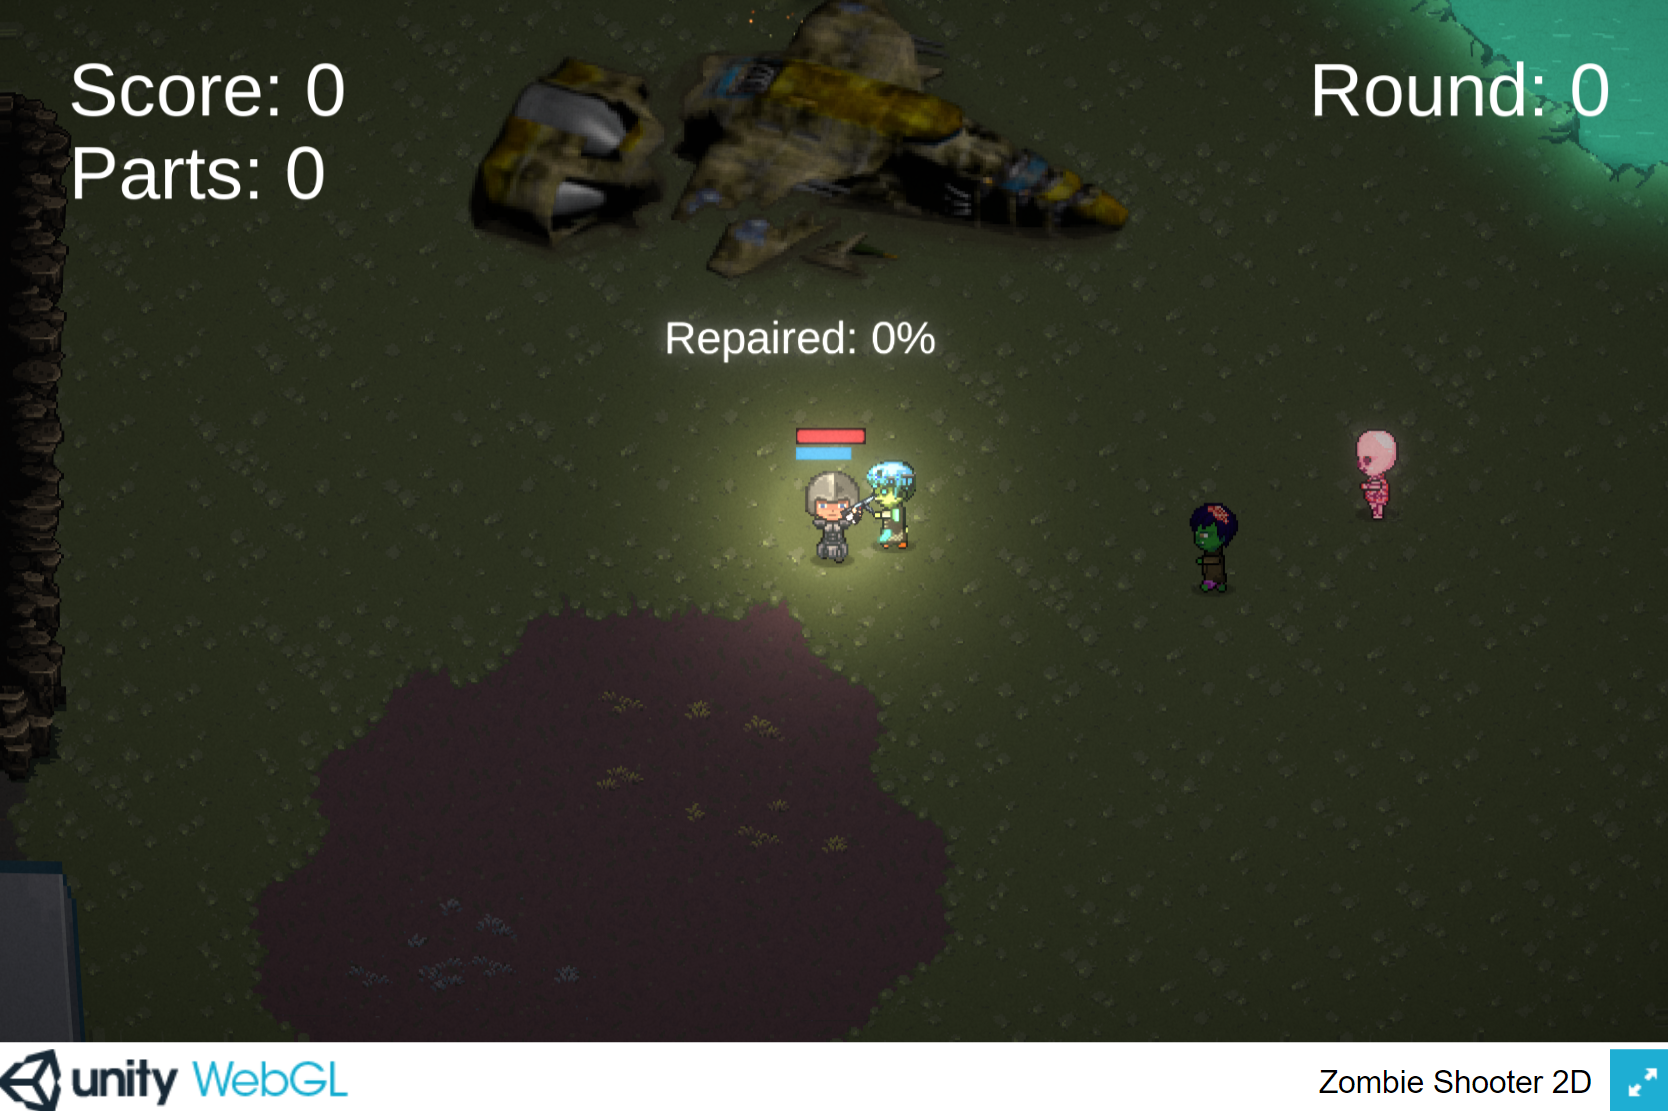 Score: 0
Round: 0
Parts: 0
Repaired: 0%
unity WebGL
Zombie Shooter 2D